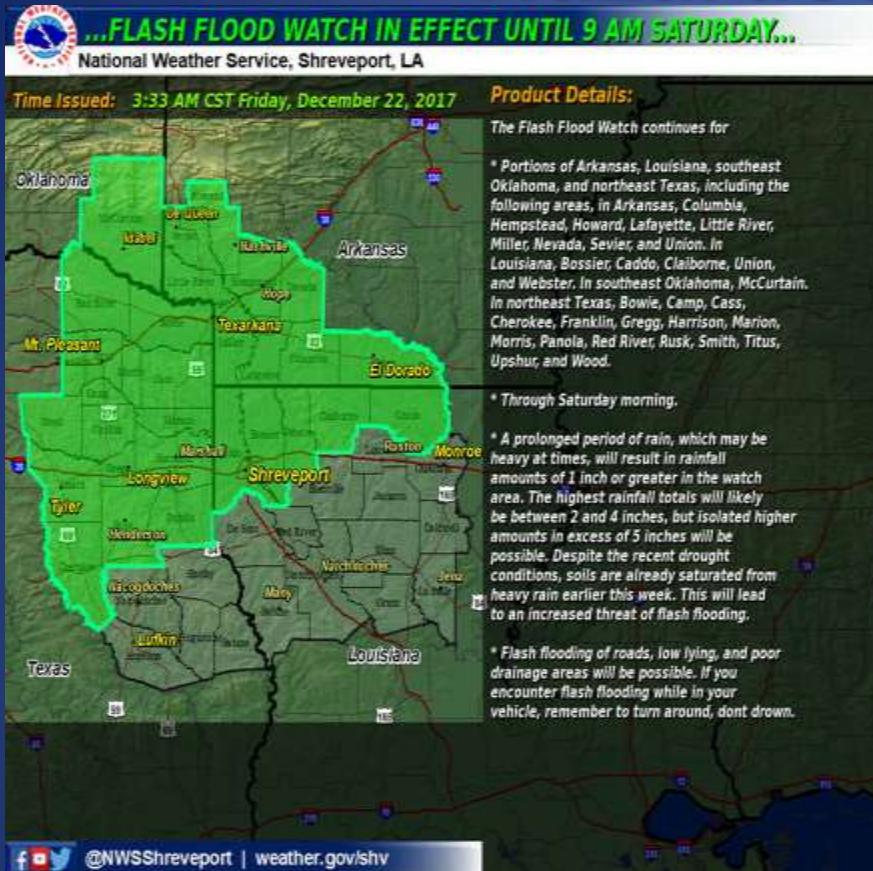 ...FLASH FLOOD WATCH IN EFFECT UNTIL 9 AM SATURDAY...
National Weather Service, Shreveport, LA
Time Issued: 3:33 AM CST Friday, December 22, 2017
Product Details:
The Flash Flood Watch continues for
* Portions of Arkansas, Louisiana, southeast
Oklahoma, and northeast Texas, including the
following areas, in Arkansas, Columbia,
Hempstead, Howard, Lafayette, Little River,
Miller, Nevada, Sevier, and Union. In
Louisiana, Bossier, Caddo, Claiborne, Union,
and Webster. In southeast Oklahoma, McCurtain.
In northeast Texas, Bowie, Camp, Cass,
Cherokee, Franklin, Gregg, Harrison, Marion,
Morris, Panola, Red River, Rusk, Smith, Titus,
Upshur, and Wood.
* Through Saturday morning.
* A prolonged period of rain, which may be
heavy at times, will result in rainfall
amounts of 1 inch or greater in the watch
area. The highest rainfall totals will likely
be between 2 and 4 inches, but isolated higher
amounts in excess of 5 inches will be
possible. Despite the recent drought
conditions, soils are already saturated from
heavy rain earlier this week. This will lead
to an increased threat of flash flooding.
* Flash flooding of roads, low lying, and poor
drainage areas will be possible. If you
encounter flash flooding while in your
vehicle, remember to turn around, dont drown.
Oklahoma
De Queen
Idabel
Nashville
Arkansas
Hope
Texarkana
Mt. Pleasant
El Dorado
Marshall
Ruston
Monroe
Longview
Shreveport
Tyler
Henderson
Nacogdoches
Many
Natchitoches
Jena
Lufkin
Texas
Louisiana
@NWSShreveport | weather.gov/shv